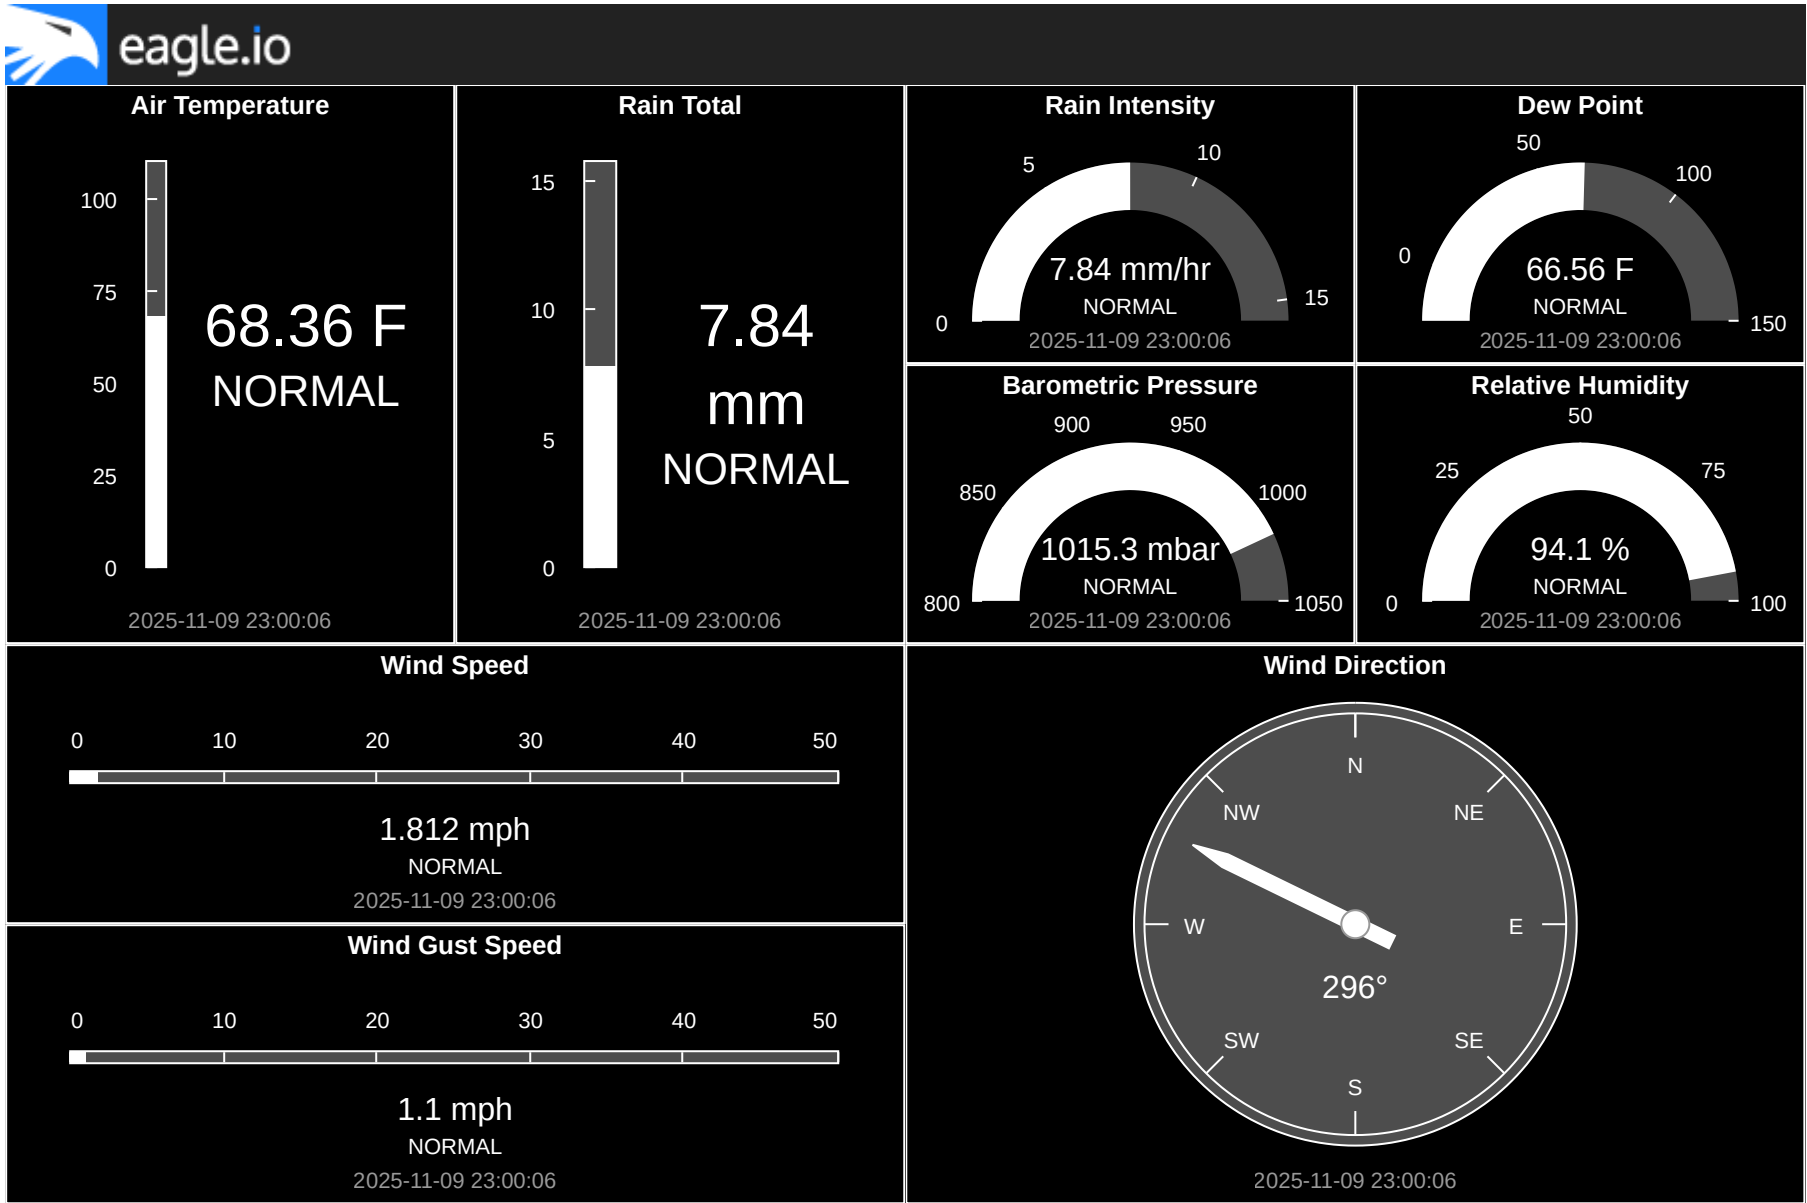 eagle.io
Air Temperature
100
75
50
25
0
68.36 F
NORMAL
2025-11-09 23:00:06
Rain Total
15
10
5
0
7.84
mm
NORMAL
2025-11-09 23:00:06
Rain Intensity
0
5
10
15
7.84 mm/hr
NORMAL
2025-11-09 23:00:06
Dew Point
0
50
100
150
66.56 F
NORMAL
2025-11-09 23:00:06
Barometric Pressure
800
850
900
950
1000
1050
1015.3 mbar
NORMAL
2025-11-09 23:00:06
Relative Humidity
0
25
50
75
100
94.1 %
NORMAL
2025-11-09 23:00:06
Wind Speed
0 10 20 30 40 50
1.812 mph
NORMAL
2025-11-09 23:00:06
Wind Gust Speed
0 10 20 30 40 50
1.1 mph
NORMAL
2025-11-09 23:00:06
Wind Direction
N
NW NE
W E
296°
SW SE
S
2025-11-09 23:00:06